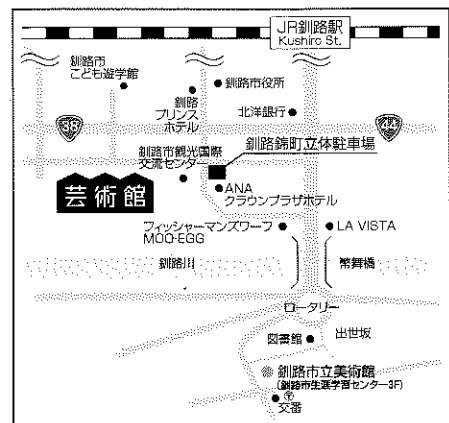 JR釧路駅
Kushiro St.
釧路市
こども遊学館
釧路市役所
釧路
プリンス
ホテル
北洋銀行
38
44
釧路市観光国際
交流センター
釧路錦町立体駐車場
芸術館
ANA
クラウンプラザホテル
フィッシャーマンズワーフ
MOO-EGG
LA VISTA
釧路川
幣舞橋
ロータリー
図書館
出世坂
釧路市立美術館
(釧路市生涯学習センター3F)
〒
交番